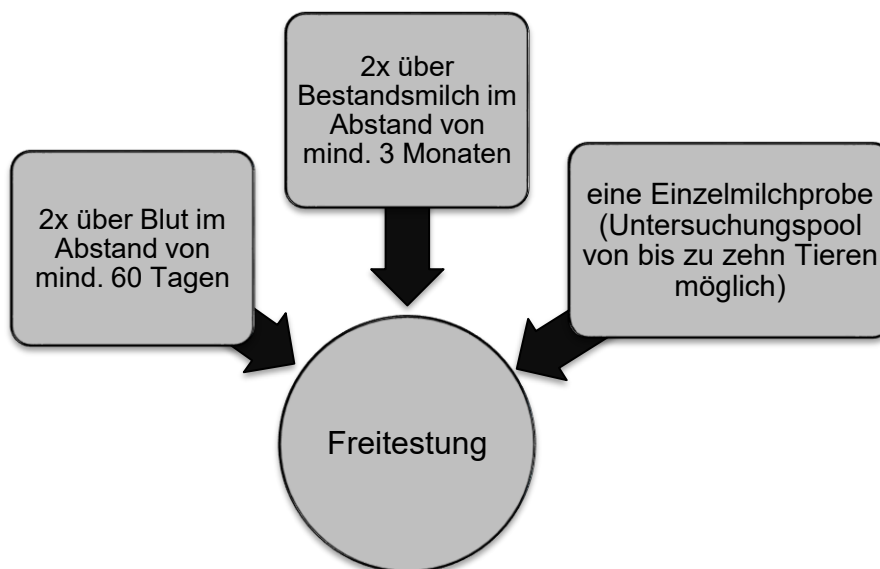 2x über
Bestandsmilch im
Abstand von
mind. 3 Monaten
2x über Blut im
Abstand von
mind. 60 Tagen
eine Einzelmilchprobe
(Untersuchungspool
von bis zu zehn Tieren
möglich)
Freitestung